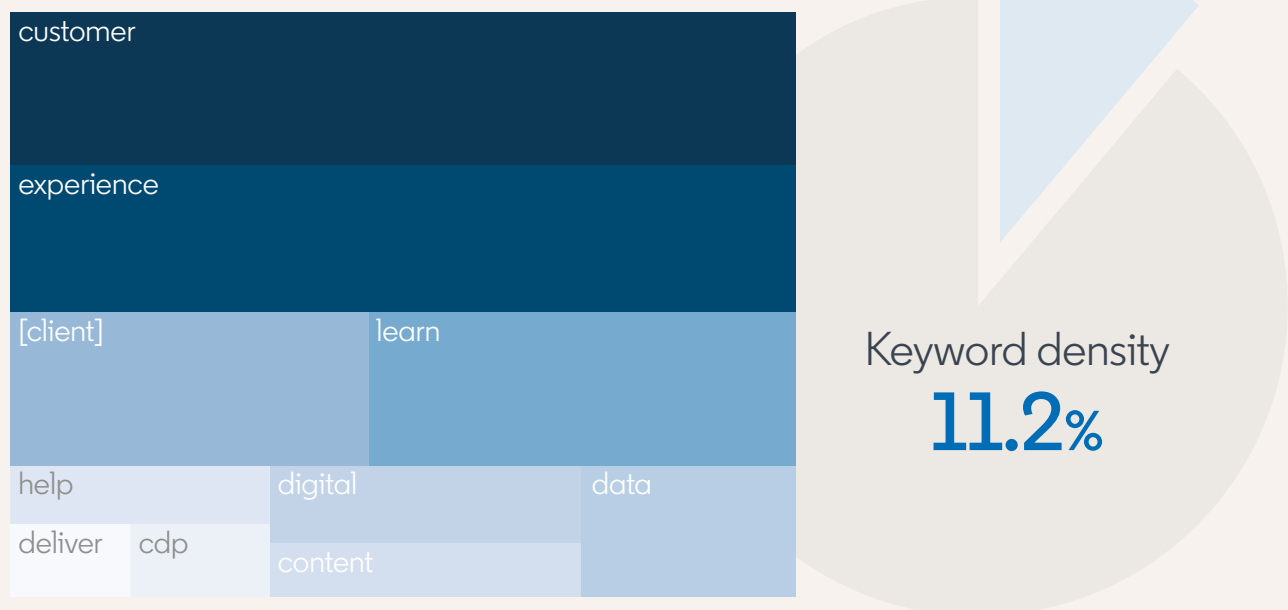 customer
experience
[client]
learn
help
digital
data
deliver
cdp
content
Keyword density
11.2%